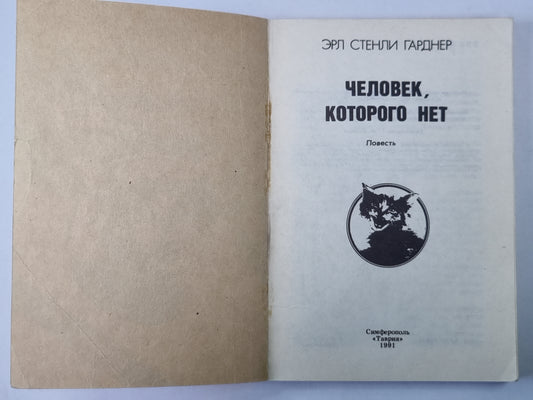 ЭРЛ СТЕНЛИ ГАРДНЕР
ЧЕЛОВЕК,
КОТОРОГО НЕТ
Повесть
Симферополь
«Таврия»
1991